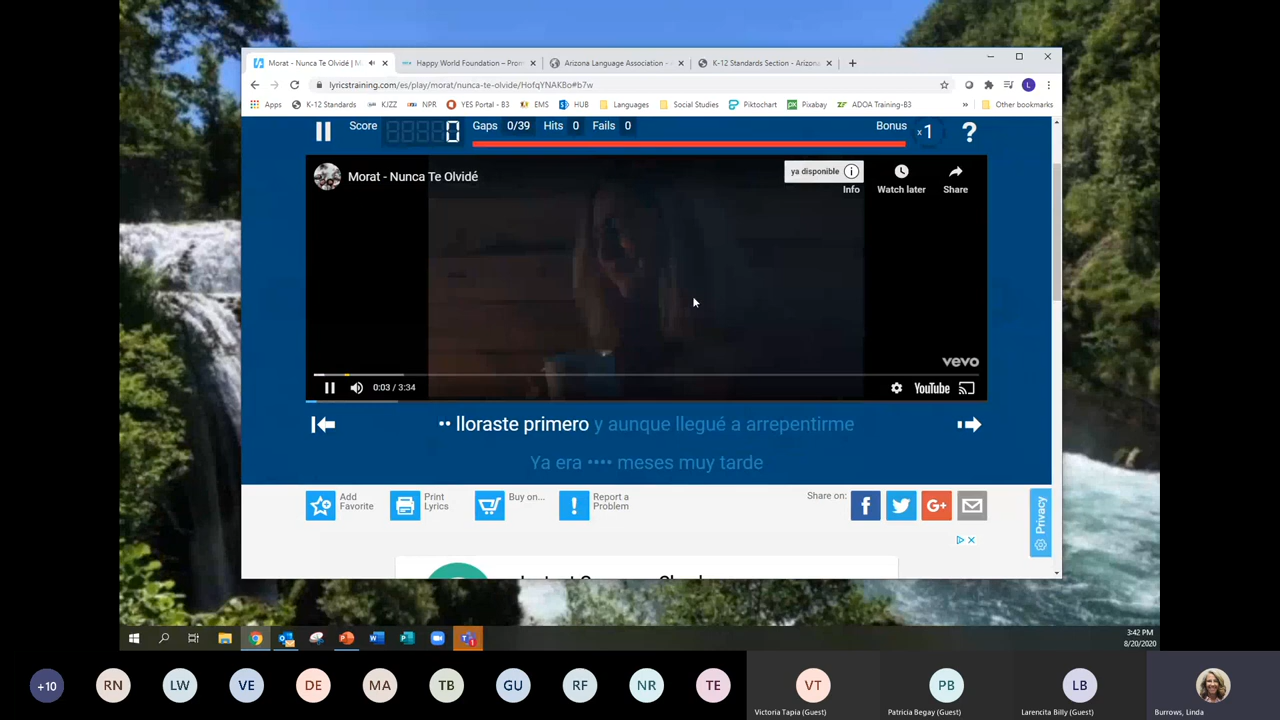 Morat - Nunca Te Olvidé | M
Happy World Foundation – Prom
Arizona Language Association -
K-12 Standards Section - Arizona
lyricstraining.com/es/play/morat/nunca-te-olvide/HofqYNAKBo#b7w
L
Apps
K-12 Standards
KJZZ
NPR
YES Portal - B3
EMS
HUB
Languages
Social Studies
Piktochart
Pixabay
ADOA Training-B3
»
Other bookmarks
Score
0
Gaps 0/39 Hits 0 Fails 0
Bonus
x 1
?
Morat - Nunca Te Olvidé
ya disponible
Info
Watch later
Share
vevo
0:03 / 3:34
YouTube
•• lloraste primero y aunque llegué a arrepentirme
Ya era •••• meses muy tarde
Add
Favorite
Print
Lyrics
Buy on...
Report a
Problem
Share on:
Privacy
3:42 PM
8/20/2020
+10
RN
LW
VE
DE
MA
TB
GU
RF
NR
TE
VT
Victoria Tapia (Guest)
PB
Patricia Begay (Guest)
LB
Larencita Billy (Guest)
Burrows, Linda